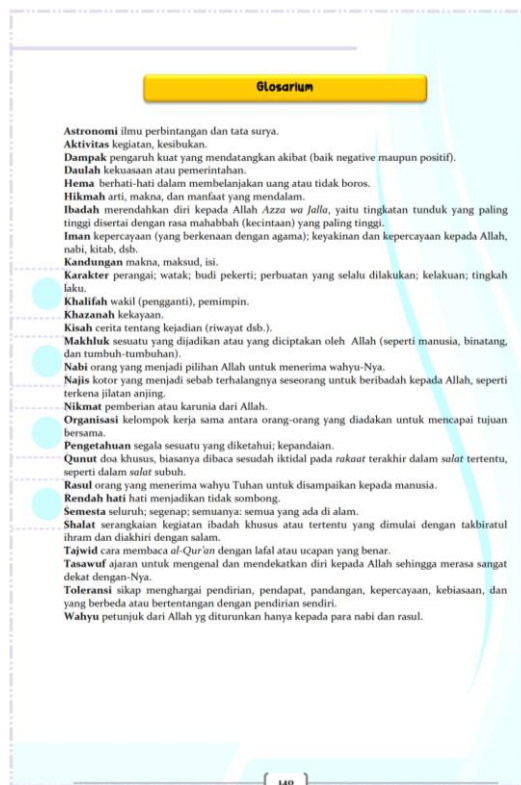 Glosarium
Astronomi ilmu perbintangan dan tata surya.
Aktivitas kegiatan, kesibukan.
Dampak pengaruh kuat yang mendatangkan akibat (baik negative maupun positif).
Daulah kekuasaan atau pemerintahan.
Hema berhati-hati dalam membelanjakan uang atau tidak boros.
Hikmah arti, makna, dan manfaat yang mendalam.
Ibadah merendahkan diri kepada Allah Azza wa Jalla, yaitu tingkatan tunduk yang paling
tinggi disertai dengan rasa mahabbah (kecintaan) yang paling tinggi.
Iman kepercayaan (yang berkenaan dengan agama); keyakinan dan kepercayaan kepada Allah,
nabi, kitab, dsb.
Kandungan makna, maksud, isi.
Karakter perangai; watak; budi pekerti; perbuatan yang selalu dilakukan; kelakuan; tingkah
laku.
Khalifah wakil (pengganti), pemimpin.
Khazanah kekayaan.
Kisah cerita tentang kejadian (riwayat dsb.).
Makhluk sesuatu yang dijadikan atau yang diciptakan oleh Allah (seperti manusia, binatang,
dan tumbuh-tumbuhan).
Nabi orang yang menjadi pilihan Allah untuk menerima wahyu-Nya.
Najis kotor yang menjadi sebab terhalangnya seseorang untuk beribadah kepada Allah, seperti
terkena jilatan anjing.
Nikmat pemberian atau karunia dari Allah.
Organisasi kelompok kerja sama antara orang-orang yang diadakan untuk mencapai tujuan
bersama.
Pengetahuan segala sesuatu yang diketahui; kepandaian.
Qunut doa khusus, biasanya dibaca sesudah iktidal pada rakaat terakhir dalam salat tertentu,
seperti dalam salat subuh.
Rasul orang yang menerima wahyu Tuhan untuk disampaikan kepada manusia.
Rendah hati hati menjadikan tidak sombong.
Semesta seluruh; segenap; semuanya: semua yang ada di alam.
Shalat serangkaian kegiatan ibadah khusus atau tertentu yang dimulai dengan takbiratul
ihram dan diakhiri dengan salam.
Tajwid cara membaca al-Qur'an dengan lafal atau ucapan yang benar.
Tasawuf ajaran untuk mengenal dan mendekatkan diri kepada Allah sehingga merasa sangat
dekat dengan-Nya.
Toleransi sikap menghargai pendirian, pendapat, pandangan, kepercayaan, kebiasaan, dan
yang berbeda atau bertentangan dengan pendirian sendiri.
Wahyu petunjuk dari Allah yg diturunkan hanya kepada para nabi dan rasul.
140